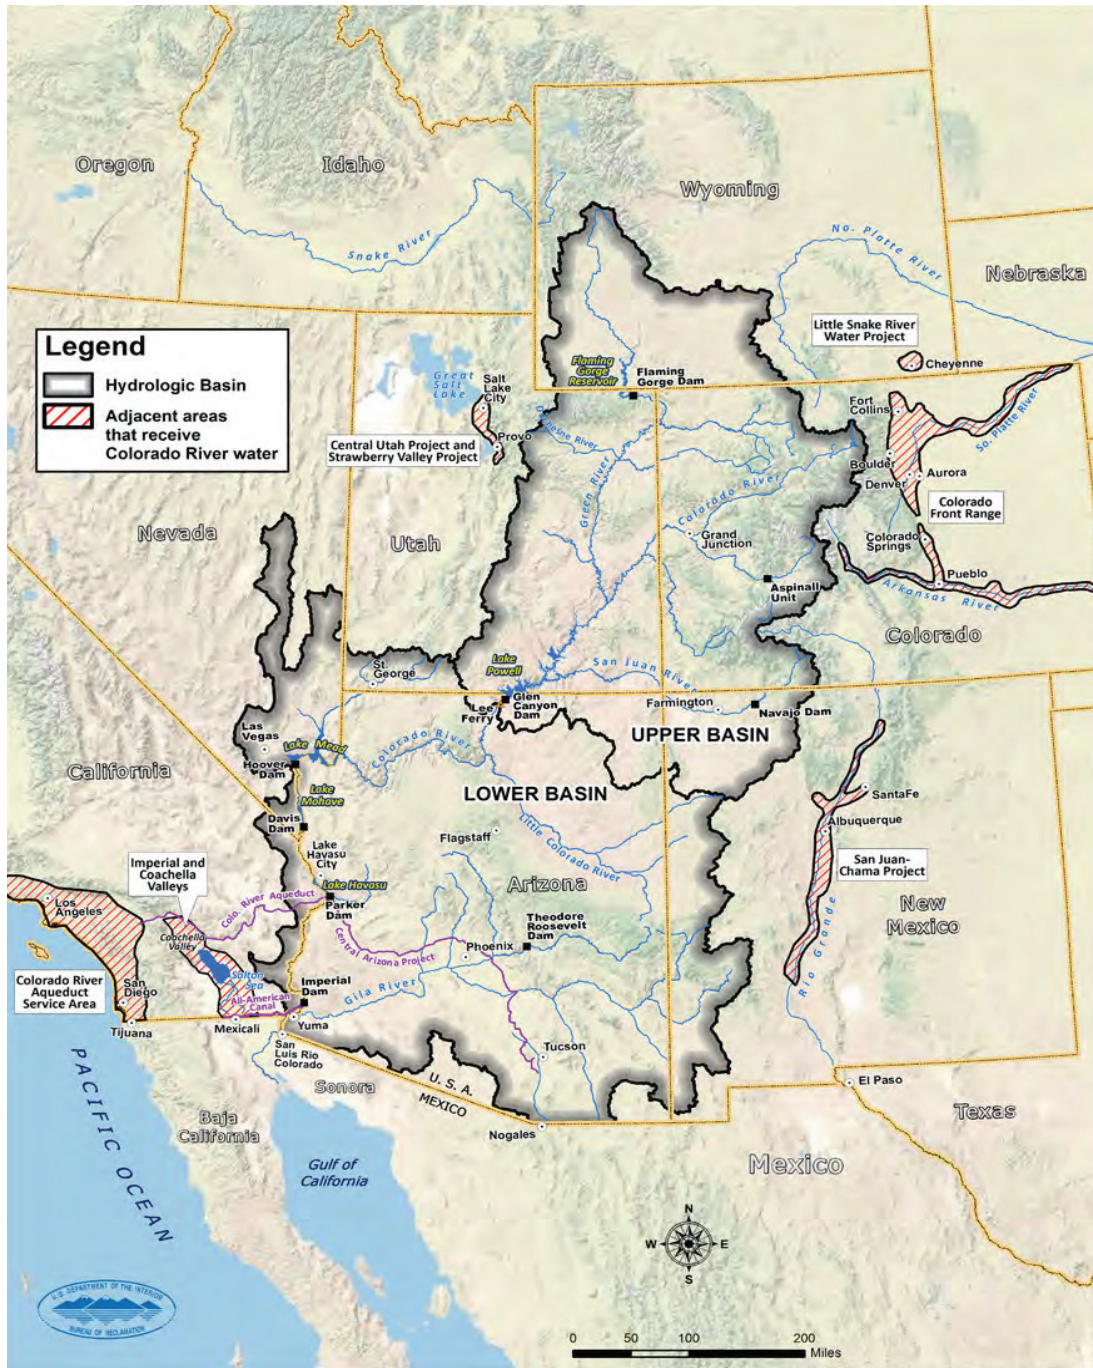 Oregon
Idaho
Wyoming
Snake River
No. Platte River
Nebraska
Legend
Hydrologic Basin
Adjacent areas
that receive
Colorado River water
Little Snake River
Water Project
Cheyenne
Flaming
Gorge
Reservoir
Flaming
Gorge Dam
Great
Salt
Lake
Salt
Lake
City
Provo
Central Utah Project and
Strawberry Valley Project
Duchesne River
Green River
Colorado River
Fort
Collins
So. Platte River
Boulder
Denver
Aurora
Colorado
Front Range
Nevada
Utah
Grand
Junction
Colorado
Springs
Aspinall
Unit
Pueblo
Arkansas River
Colorado
St
George
Lake
Powell
San Juan River
Lee
Ferry
Glen
Canyon
Dam
Farmington
Navajo Dam
UPPER BASIN
Las
Vegas
Lake Mead
Hoover
Dam
Colorado River
California
Lake
Mohave
LOWER BASIN
SantaFe
Davis
Dam
Flagstaff
Little Colorado River
Albuquerque
Lake
Havasu
City
Imperial and
Coachella
Valleys
San Juan-
Chama Project
Lake Havasu
Arizona
Los
Angeles
Colo. River Aqueduct
Parker
Dam
New
Mexico
Theodore
Roosevelt
Dam
Coachella
Valley
Central Arizona Project
Phoenix
Rio Grande
Colorado River
Aqueduct
Service Area
San
Diego
Salton
Sea
Imperial
Dam
All-American
Canal
Gila River
Tijuana
Mexicali
Yuma
San
Luis Rio
Colorado
Tucson
Sonora
U. S. A.
MEXICO
El Paso
Texas
Baja
California
Nogales
PACIFIC OCEAN
Gulf of
California
Mexico
N
W
E
S
U.S. DEPARTMENT OF THE INTERIOR
BUREAU OF RECLAMATION
0 50 100 200
Miles